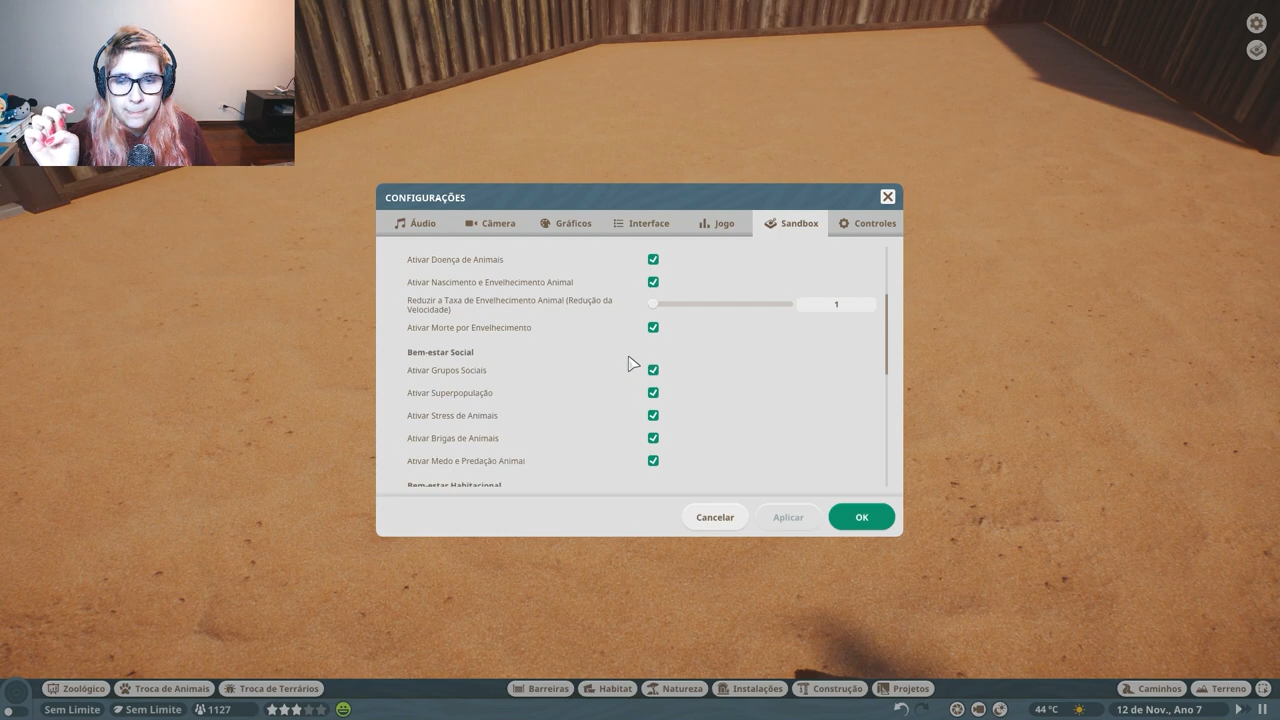 CONFIGURAÇÕES
Áudio
Câmera
Gráficos
Interface
Jogo
Sandbox
Controles
Ativar Doença de Animais
Ativar Nascimento e Envelhecimento Animal
Reduzir a Taxa de Envelhecimento Animal (Redução da
Velocidade)
1
Ativar Morte por Envelhecimento
Bem-estar Social
Ativar Grupos Sociais
Ativar Superpopulação
Ativar Stress de Animais
Ativar Brigas de Animais
Ativar Medo e Predação Animal
Bem-estar Habitacional
Cancelar
Aplicar
OK
Zoológico
Troca de Animais
Troca de Terrários
Barreiras
Habitat
Natureza
Instalações
Construção
Projetos
Caminhos
Terreno
Sem Limite
Sem Limite
1127
44 °C
12 de Nov., Ano 7